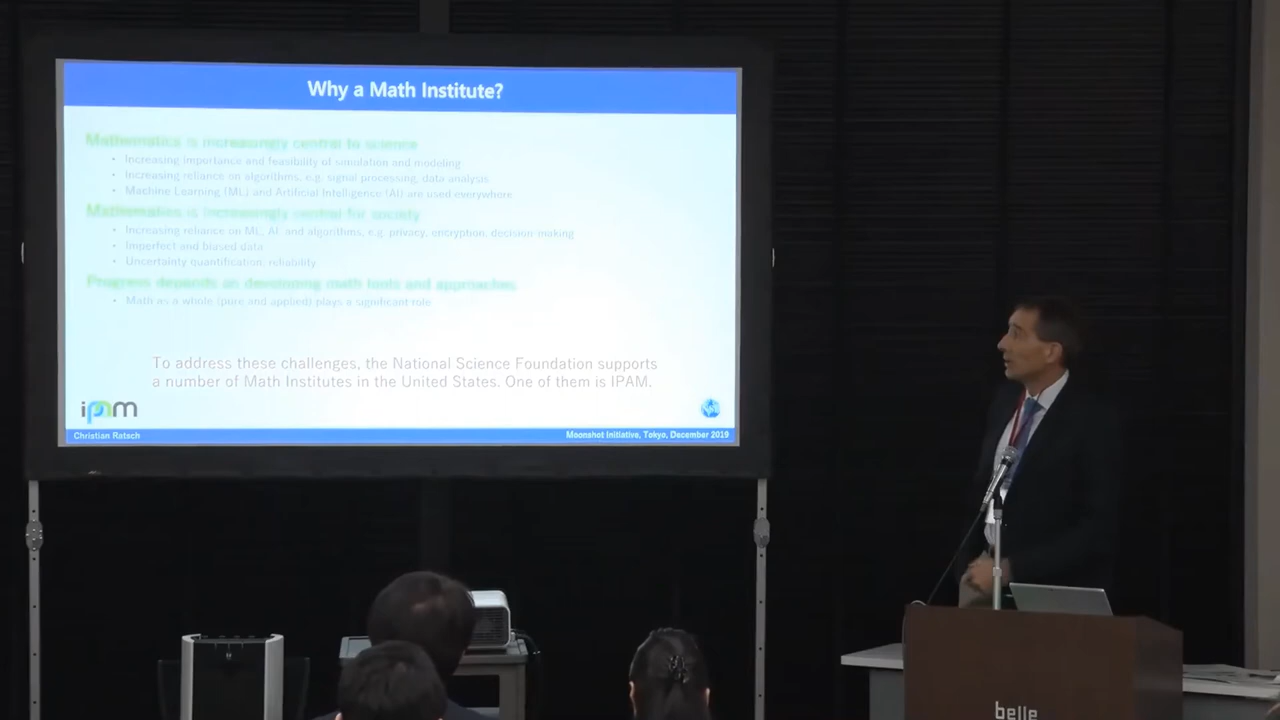 Why a Math Institute?
Mathematics is increasingly central to science
• Increasing importance and feasibility of simulation and modeling
• Increasing reliance on algorithms, e.g. signal processing, data analysis
• Machine Learning (ML) and Artificial Intelligence (AI) are used everywhere
Mathematics is increasingly central for society
• Increasing reliance on ML, AI, and algorithms, e.g. privacy, encryption, decision-making
• Imperfect and biased data
• Uncertainty quantification; reliability
Progress depends on developing math tools and approaches
• Math as a whole (pure and applied) plays a significant role
To address these challenges, the National Science Foundation supports
a number of Math Institutes in the United States. One of them is IPAM.
ipam
Christian Ratsch
Moonshot Initiative, Tokyo, December 2019
belle